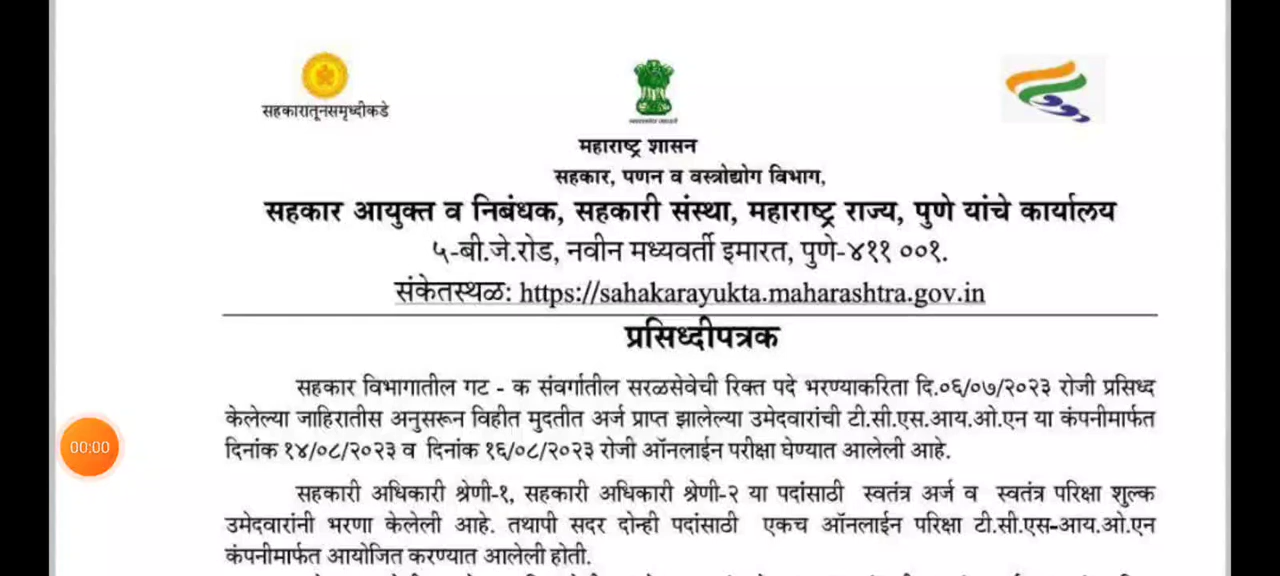 सहकारातूनसमृध्दीकडे
महाराष्ट्र शासन
सहकार, पणन व वस्त्रोद्योग विभाग,
सहकार आयुक्त व निबंधक, सहकारी संस्था, महाराष्ट्र राज्य, पुणे यांचे कार्यालय
५-बी.जे.रोड, नवीन मध्यवर्ती इमारत, पुणे-४११ ००१.
संकेतस्थळ: https://sahakarayukta.maharashtra.gov.in
प्रसिध्दीपत्रक
सहकार विभागातील गट - क संवर्गातील सरळसेवेची रिक्त पदे भरण्याकरिता दि.०६/०७/२०२३ रोजी प्रसिध्द
केलेल्या जाहिरातीस अनुसरून विहीत मुदतीत अर्ज प्राप्त झालेल्या उमेदवारांची टी.सी.एस.आय.ओ.एन या कंपनीमार्फत
दिनांक १४/०८/२०२३ व दिनांक १६/०८/२०२३ रोजी ऑनलाईन परीक्षा घेण्यात आलेली आहे.
00:00
सहकारी अधिकारी श्रेणी-१, सहकारी अधिकारी श्रेणी-२ या पदांसाठी स्वतंत्र अर्ज व स्वतंत्र परिक्षा शुल्क
उमेदवारांनी भरणा केलेली आहे. तथापी सदर दोन्ही पदांसाठी एकच ऑनलाईन परिक्षा टी.सी.एस-आय.ओ.एन
कंपनीमार्फत आयोजित करण्यात आलेली होती.